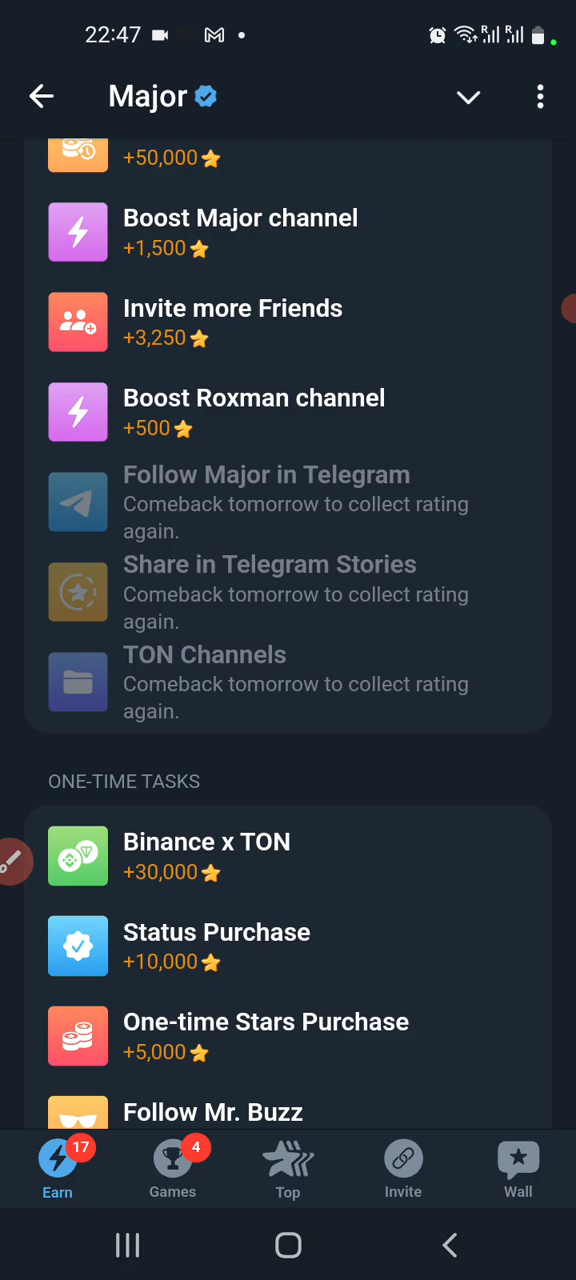 22:47
Major
+50,000
Boost Major channel
+1,500
Invite more Friends
+3,250
Boost Roxman channel
+500
Follow Major in Telegram
Comeback tomorrow to collect rating
again.
Share in Telegram Stories
Comeback tomorrow to collect rating
again.
TON Channels
Comeback tomorrow to collect rating
again.
ONE-TIME TASKS
Binance x TON
+30,000
Status Purchase
+10,000
One-time Stars Purchase
+5,000
Follow Mr. Buzz
17
4
Earn
Games
Top
Invite
Wall